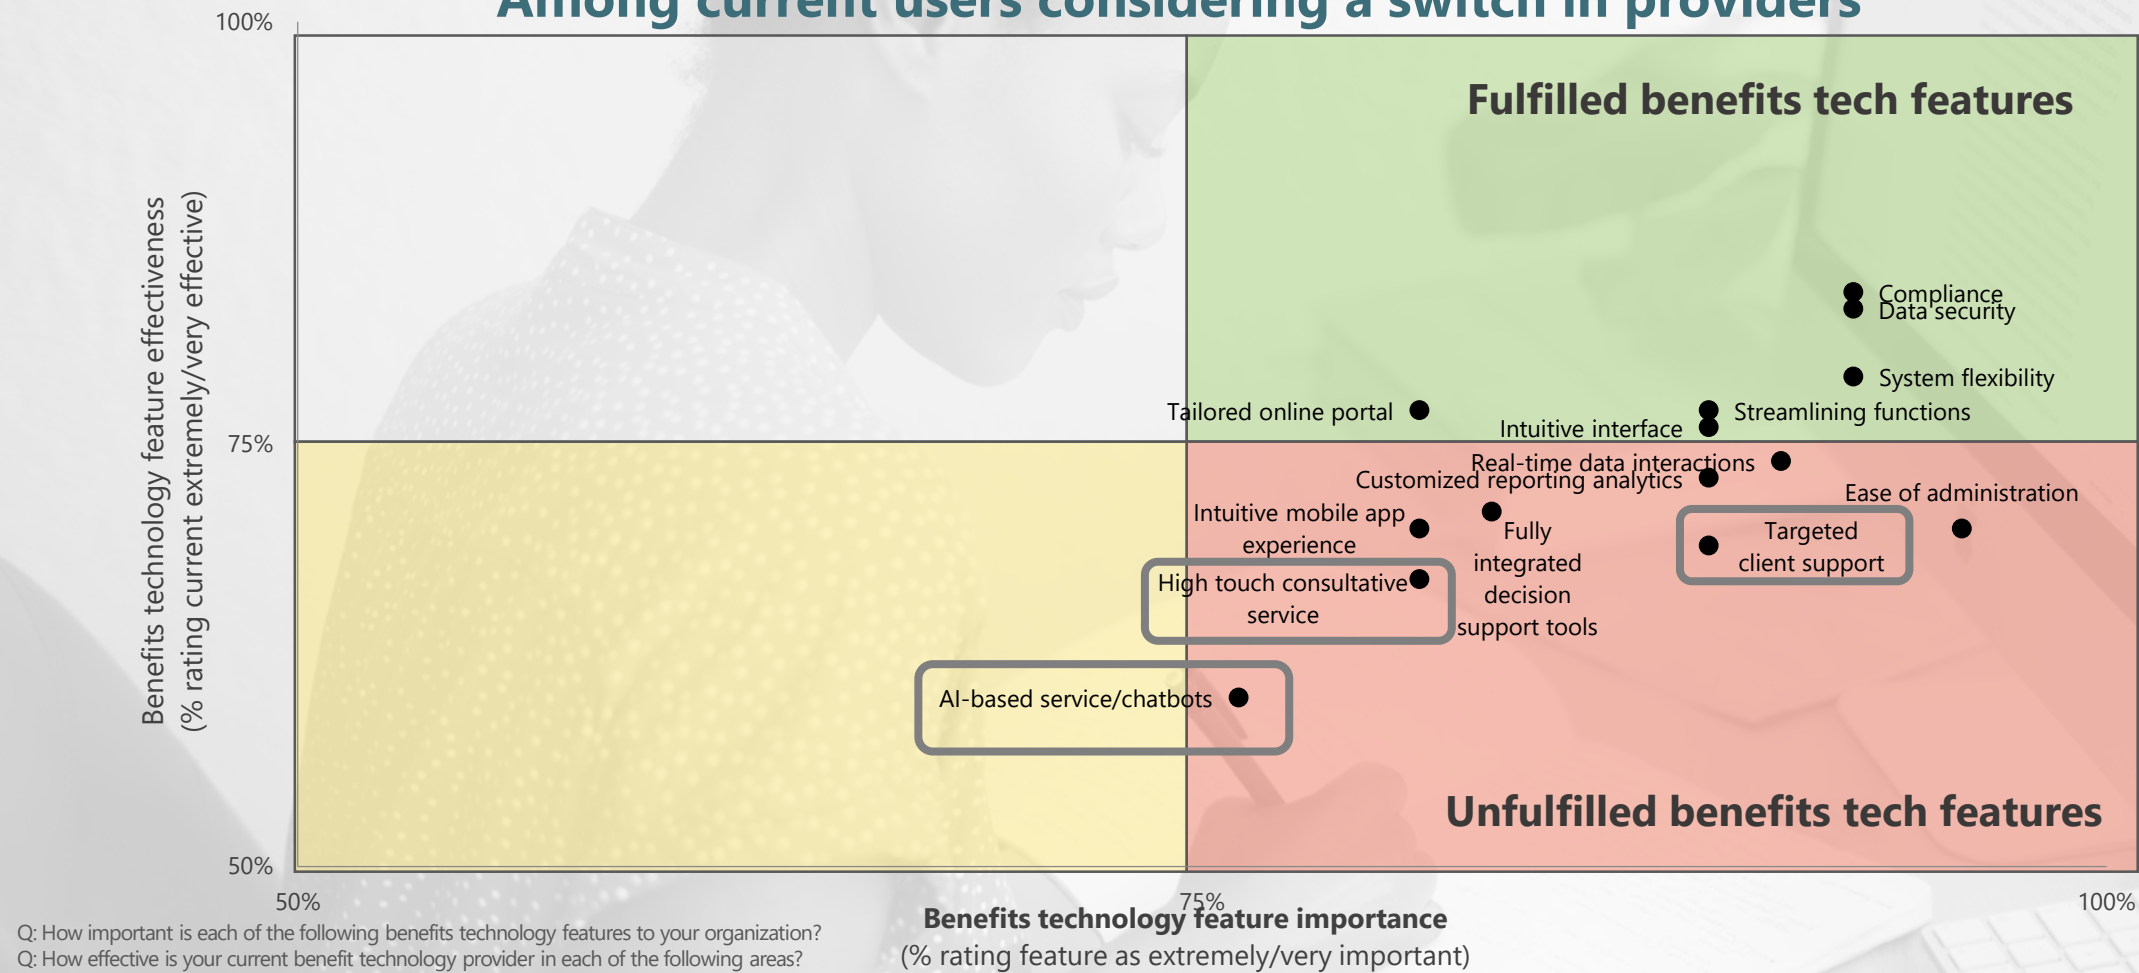 Among current users considering a switch in providers
100%
Fulfilled benefits tech features
Benefits technology feature effectiveness
(% rating current extremely/very effective)
Compliance
Data security
System flexibility
Tailored online portal
Streamlining functions
Intuitive interface
75%
Real-time data interactions
Customized reporting analytics
Ease of administration
Intuitive mobile app
experience
Fully
integrated
decision
support tools
Targeted
client support
High touch consultative
service
AI-based service/chatbots
Unfulfilled benefits tech features
50%
50%
75%
100%
Benefits technology feature importance
(% rating feature as extremely/very important)
Q: How important is each of the following benefits technology features to your organization?
Q: How effective is your current benefit technology provider in each of the following areas?